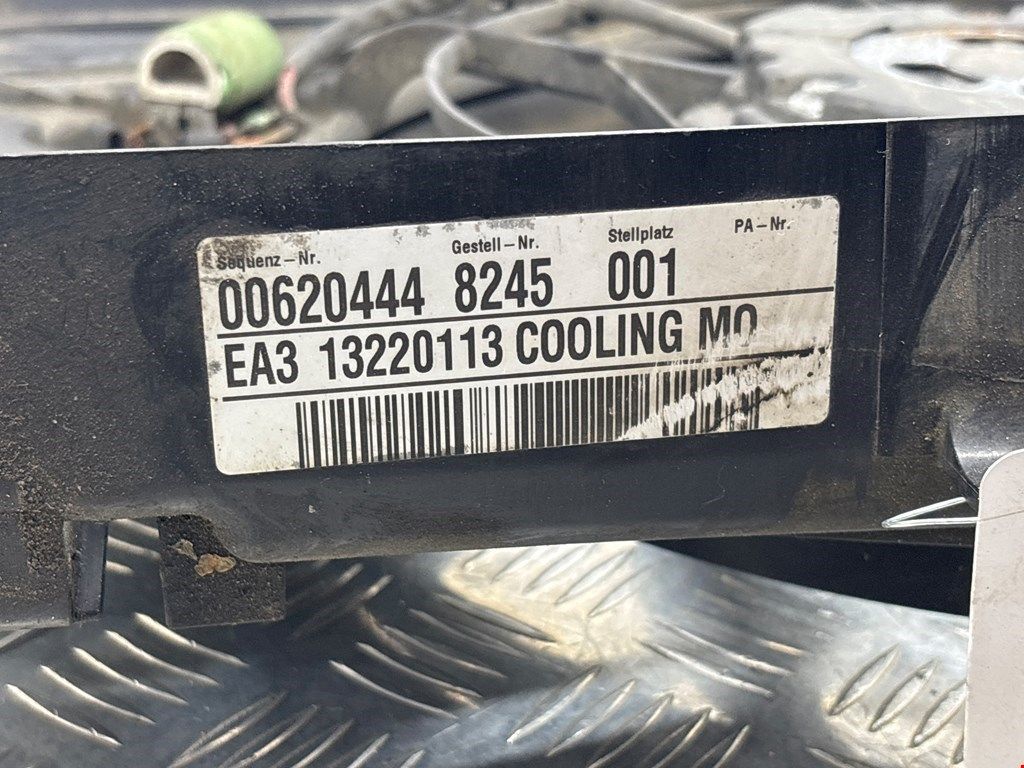 Sequenz-Nr. Gestell-Nr. Stellplatz PA-Nr.
00620444 8245 001
EA3 13220113 COOLING MO